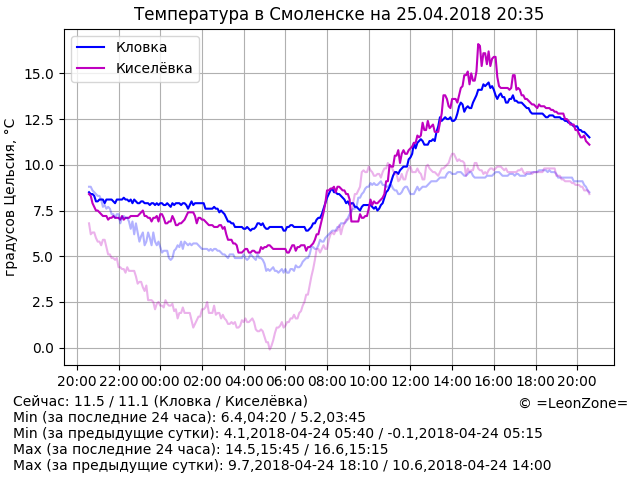 Температура в Смоленске на 25.04.2018 20:35
Кловка
Киселёвка
градусов Цельсия, °C
15.0
12.5
10.0
7.5
5.0
2.5
0.0
20:00 22:00 00:00 02:00 04:00 06:00 08:00 10:00 12:00 14:00 16:00 18:00 20:00
Сейчас: 11.5 / 11.1 (Кловка / Киселёвка)
© =LeonZone=
Min (за последние 24 часа): 6.4,04:20 / 5.2,03:45
Min (за предыдущие сутки): 4.1,2018-04-24 05:40 / -0.1,2018-04-24 05:15
Max (за последние 24 часа): 14.5,15:45 / 16.6,15:15
Max (за предыдущие сутки): 9.7,2018-04-24 18:10 / 10.6,2018-04-24 14:00